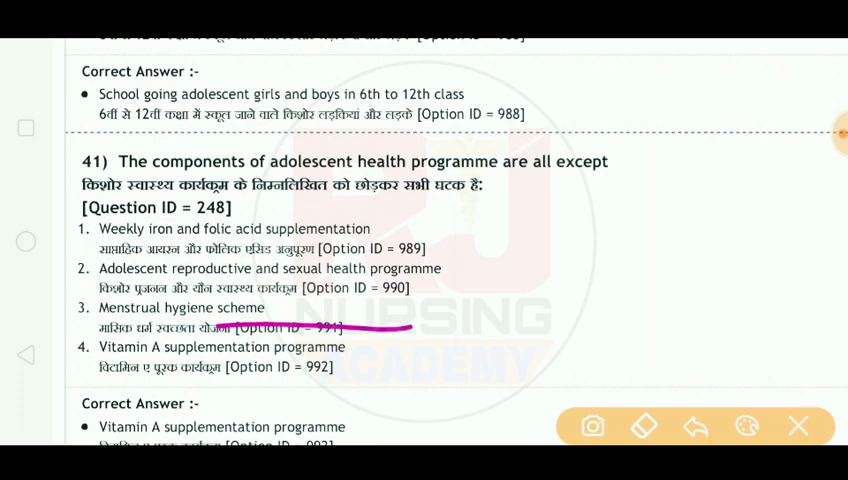 Correct Answer :-
● School going adolescent girls and boys in 6th to 12th class
6वीं से 12वीं कक्षा में स्कूल जाने वाले किशोर लड़कियां और लड़के [Option ID = 988]
41) The components of adolescent health programme are all except
किशोर स्वास्थ्य कार्यक्रम के निम्नलिखित को छोड़कर सभी घटक है:
[Question ID = 248]
1. Weekly iron and folic acid supplementation
साप्ताहिक आयरन और फोलिक एसिड अनुपूरण [Option ID = 989]
2. Adolescent reproductive and sexual health programme
किशोर प्रजनन और यौन स्वास्थ्य कार्यक्रम [Option ID = 990]
3. Menstrual hygiene scheme
मासिक धर्म स्वच्छता योजना [Option ID = 991]
4. Vitamin A supplementation programme
विटामिन ए पूरक कार्यक्रम [Option ID = 992]
Correct Answer :-
● Vitamin A supplementation programme
RJ
NURSING
ACADEMY